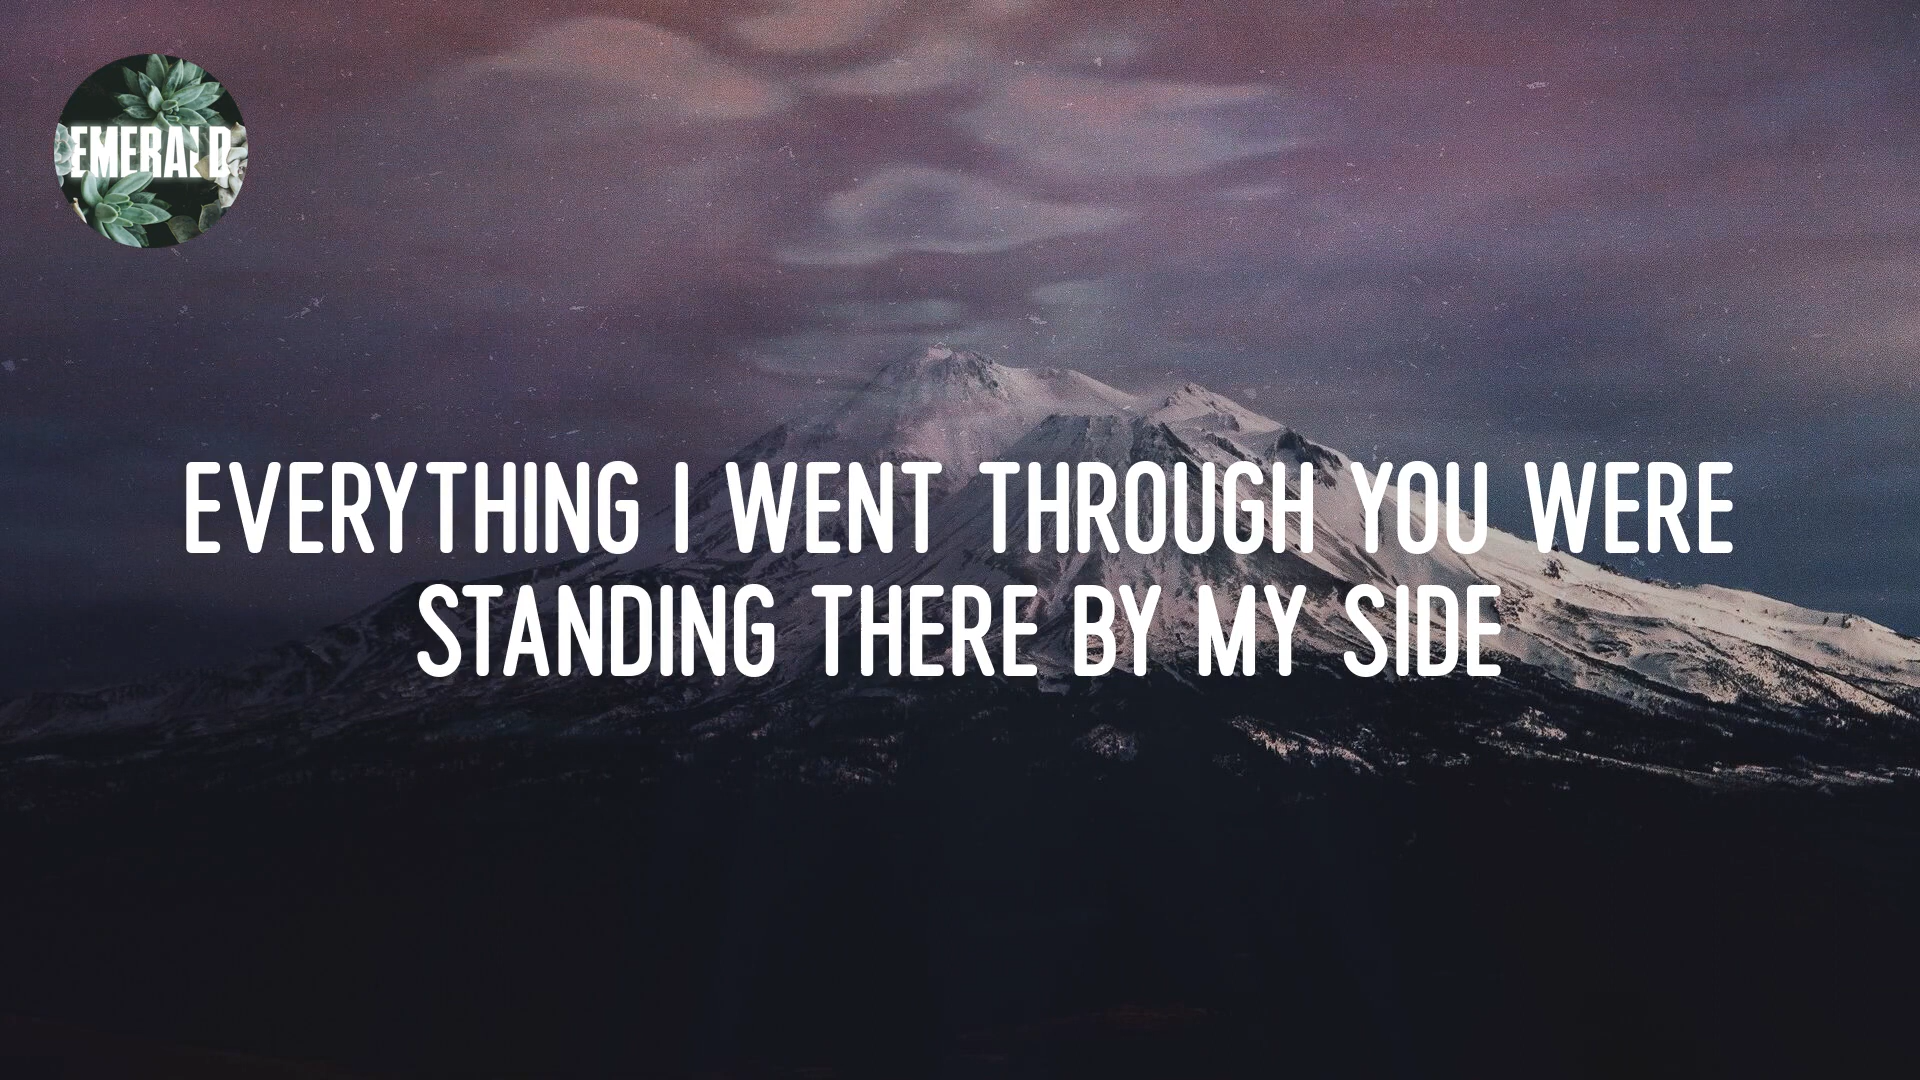 EMERALD
EVERYTHING I WENT THROUGH YOU WERE
STANDING THERE BY MY SIDE